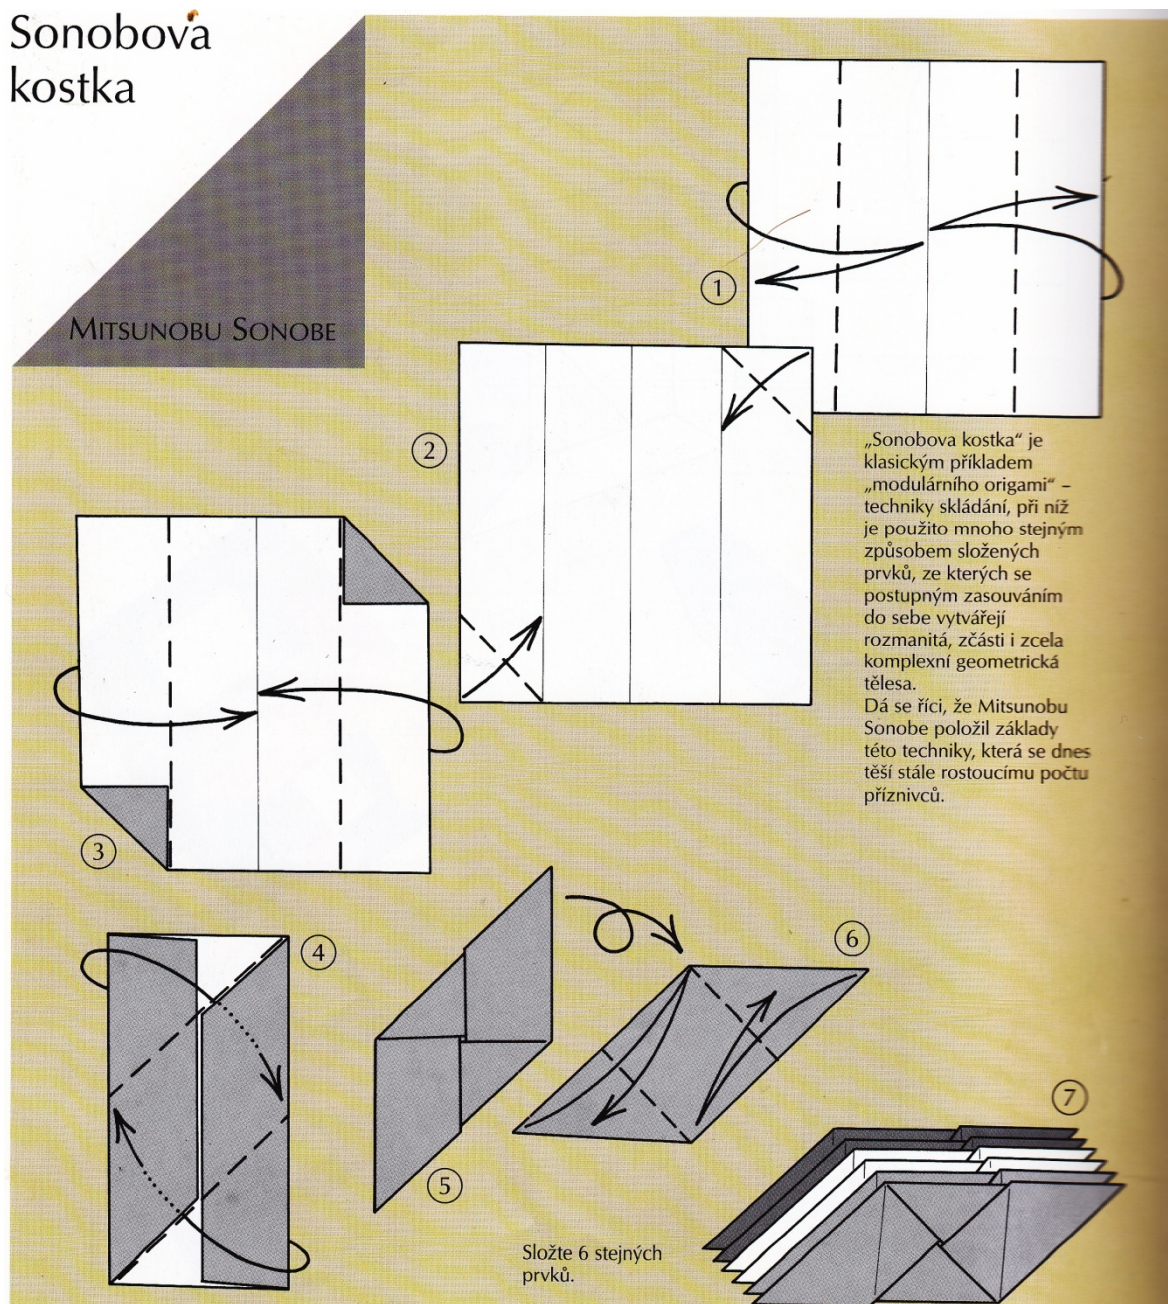 Sonobova
kostka
MITSUNOBU SONOBE
1
2
„Sonobova kostka“ je
klasickým příkladem
„modulárního origami“ –
techniky skládání, při níž
je použito mnoho stejným
způsobem složených
prvků, ze kterých se
postupným zasouváním
do sebe vytvářejí
rozmanitá, zčásti i zcela
komplexní geometrická
tělesa.
Dá se říci, že Mitsunobu
Sonobe položil základy
této techniky, která se dnes
těší stále rostoucímu počtu
příznivců.
3
4
5
6
7
Složte 6 stejných
prvků.